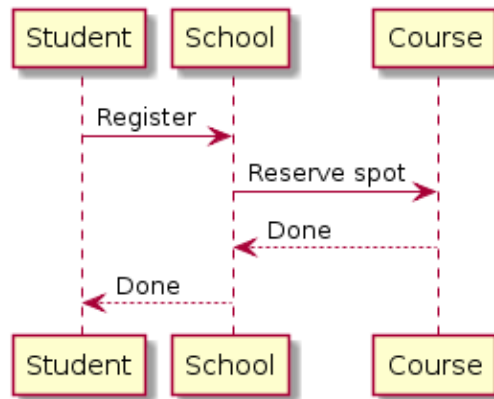 Student School Course
Register
Reserve spot
Done
Done
Student School Course